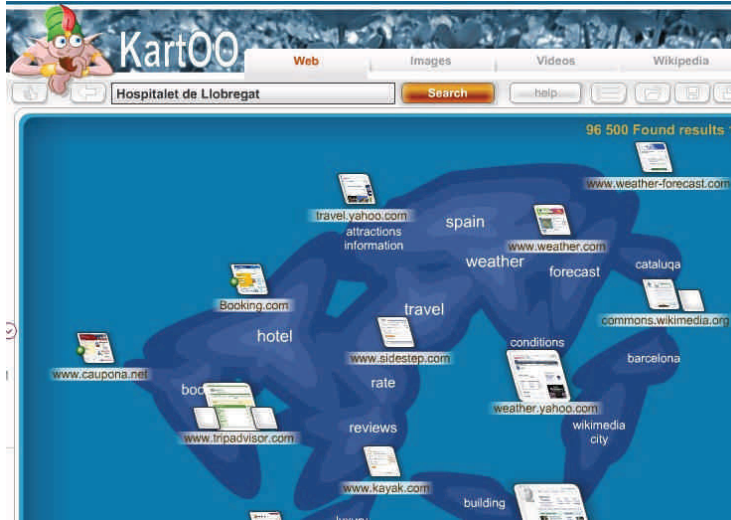 KartOO
Web
Images
Videos
Wikipedia
Hospitalet de Llobregat
Search
help
96 500 Found results
www.weather-forecast.com
travel.yahoo.com
attractions
information
spain
www.weather.com
weather
forecast
cataluqa
Booking.com
travel
commons.wikimedia.org
hotel
www.sidestep.com
conditions
barcelona
www.caupona.net
rate
weather.yahoo.com
www.tripadvisor.com
reviews
wikimedia
city
www.kayak.com
building